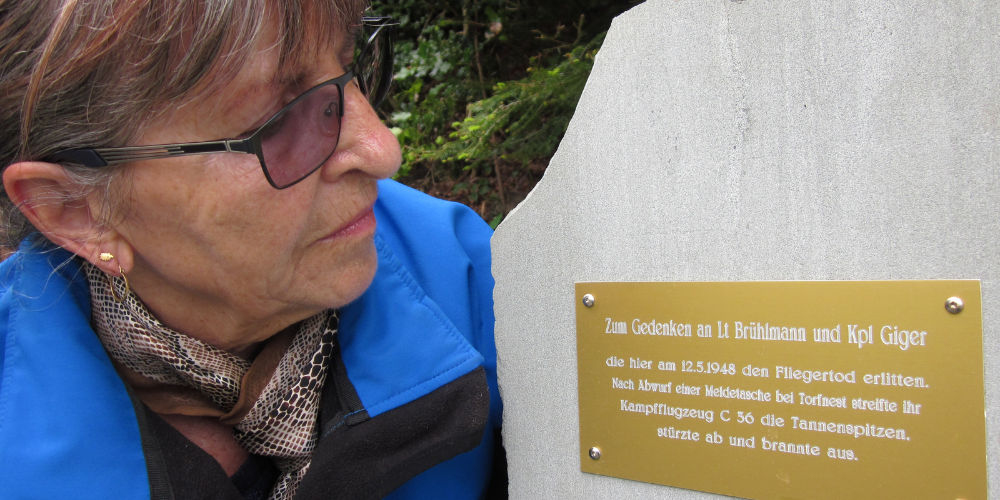 Zum Gedenken an Lt Brühlmann und Kpl Giger
die hier am 12.5.1948 den Fliegertod erlitten.
Nach Abwurf einer Meldetasche bei Torfnest streifte ihr
Kampfflugzeug C 36 die Tannenspitzen.
stürzte ab und brannte aus.